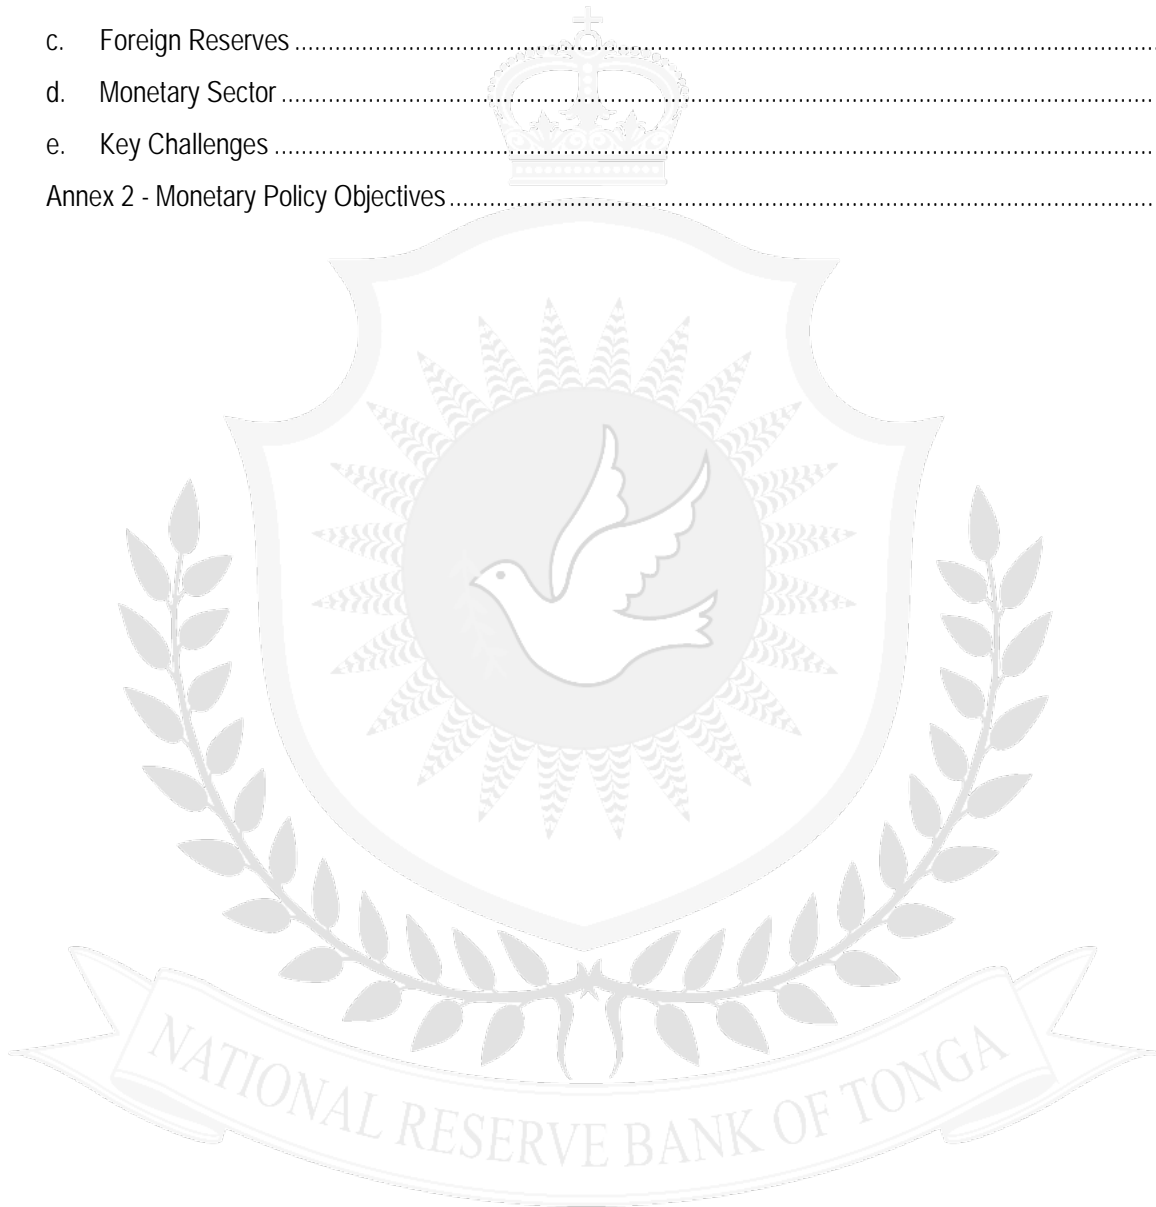 c. Foreign Reserves ........................................................................................................................................
d. Monetary Sector ........................................................................................................................................
e. Key Challenges ........................................................................................................................................
Annex 2 - Monetary Policy Objectives ........................................................................................................................
NATIONAL RESERVE BANK OF TONGA